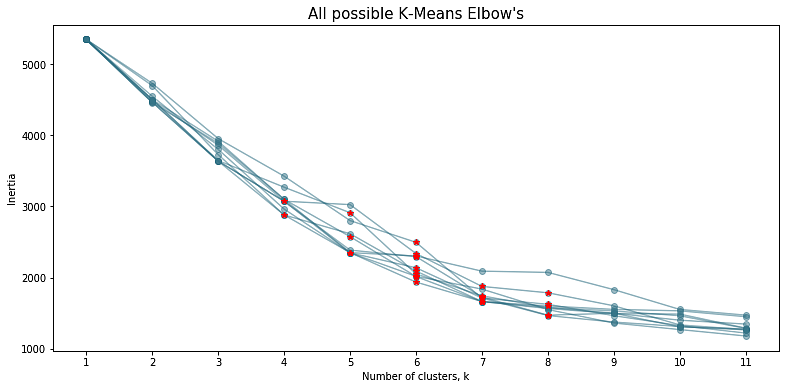 All possible K-Means Elbow's
5000
4000
3000
2000
1000
Inertia
1 2 3 4 5 6 7 8 9 10 11
Number of clusters, k